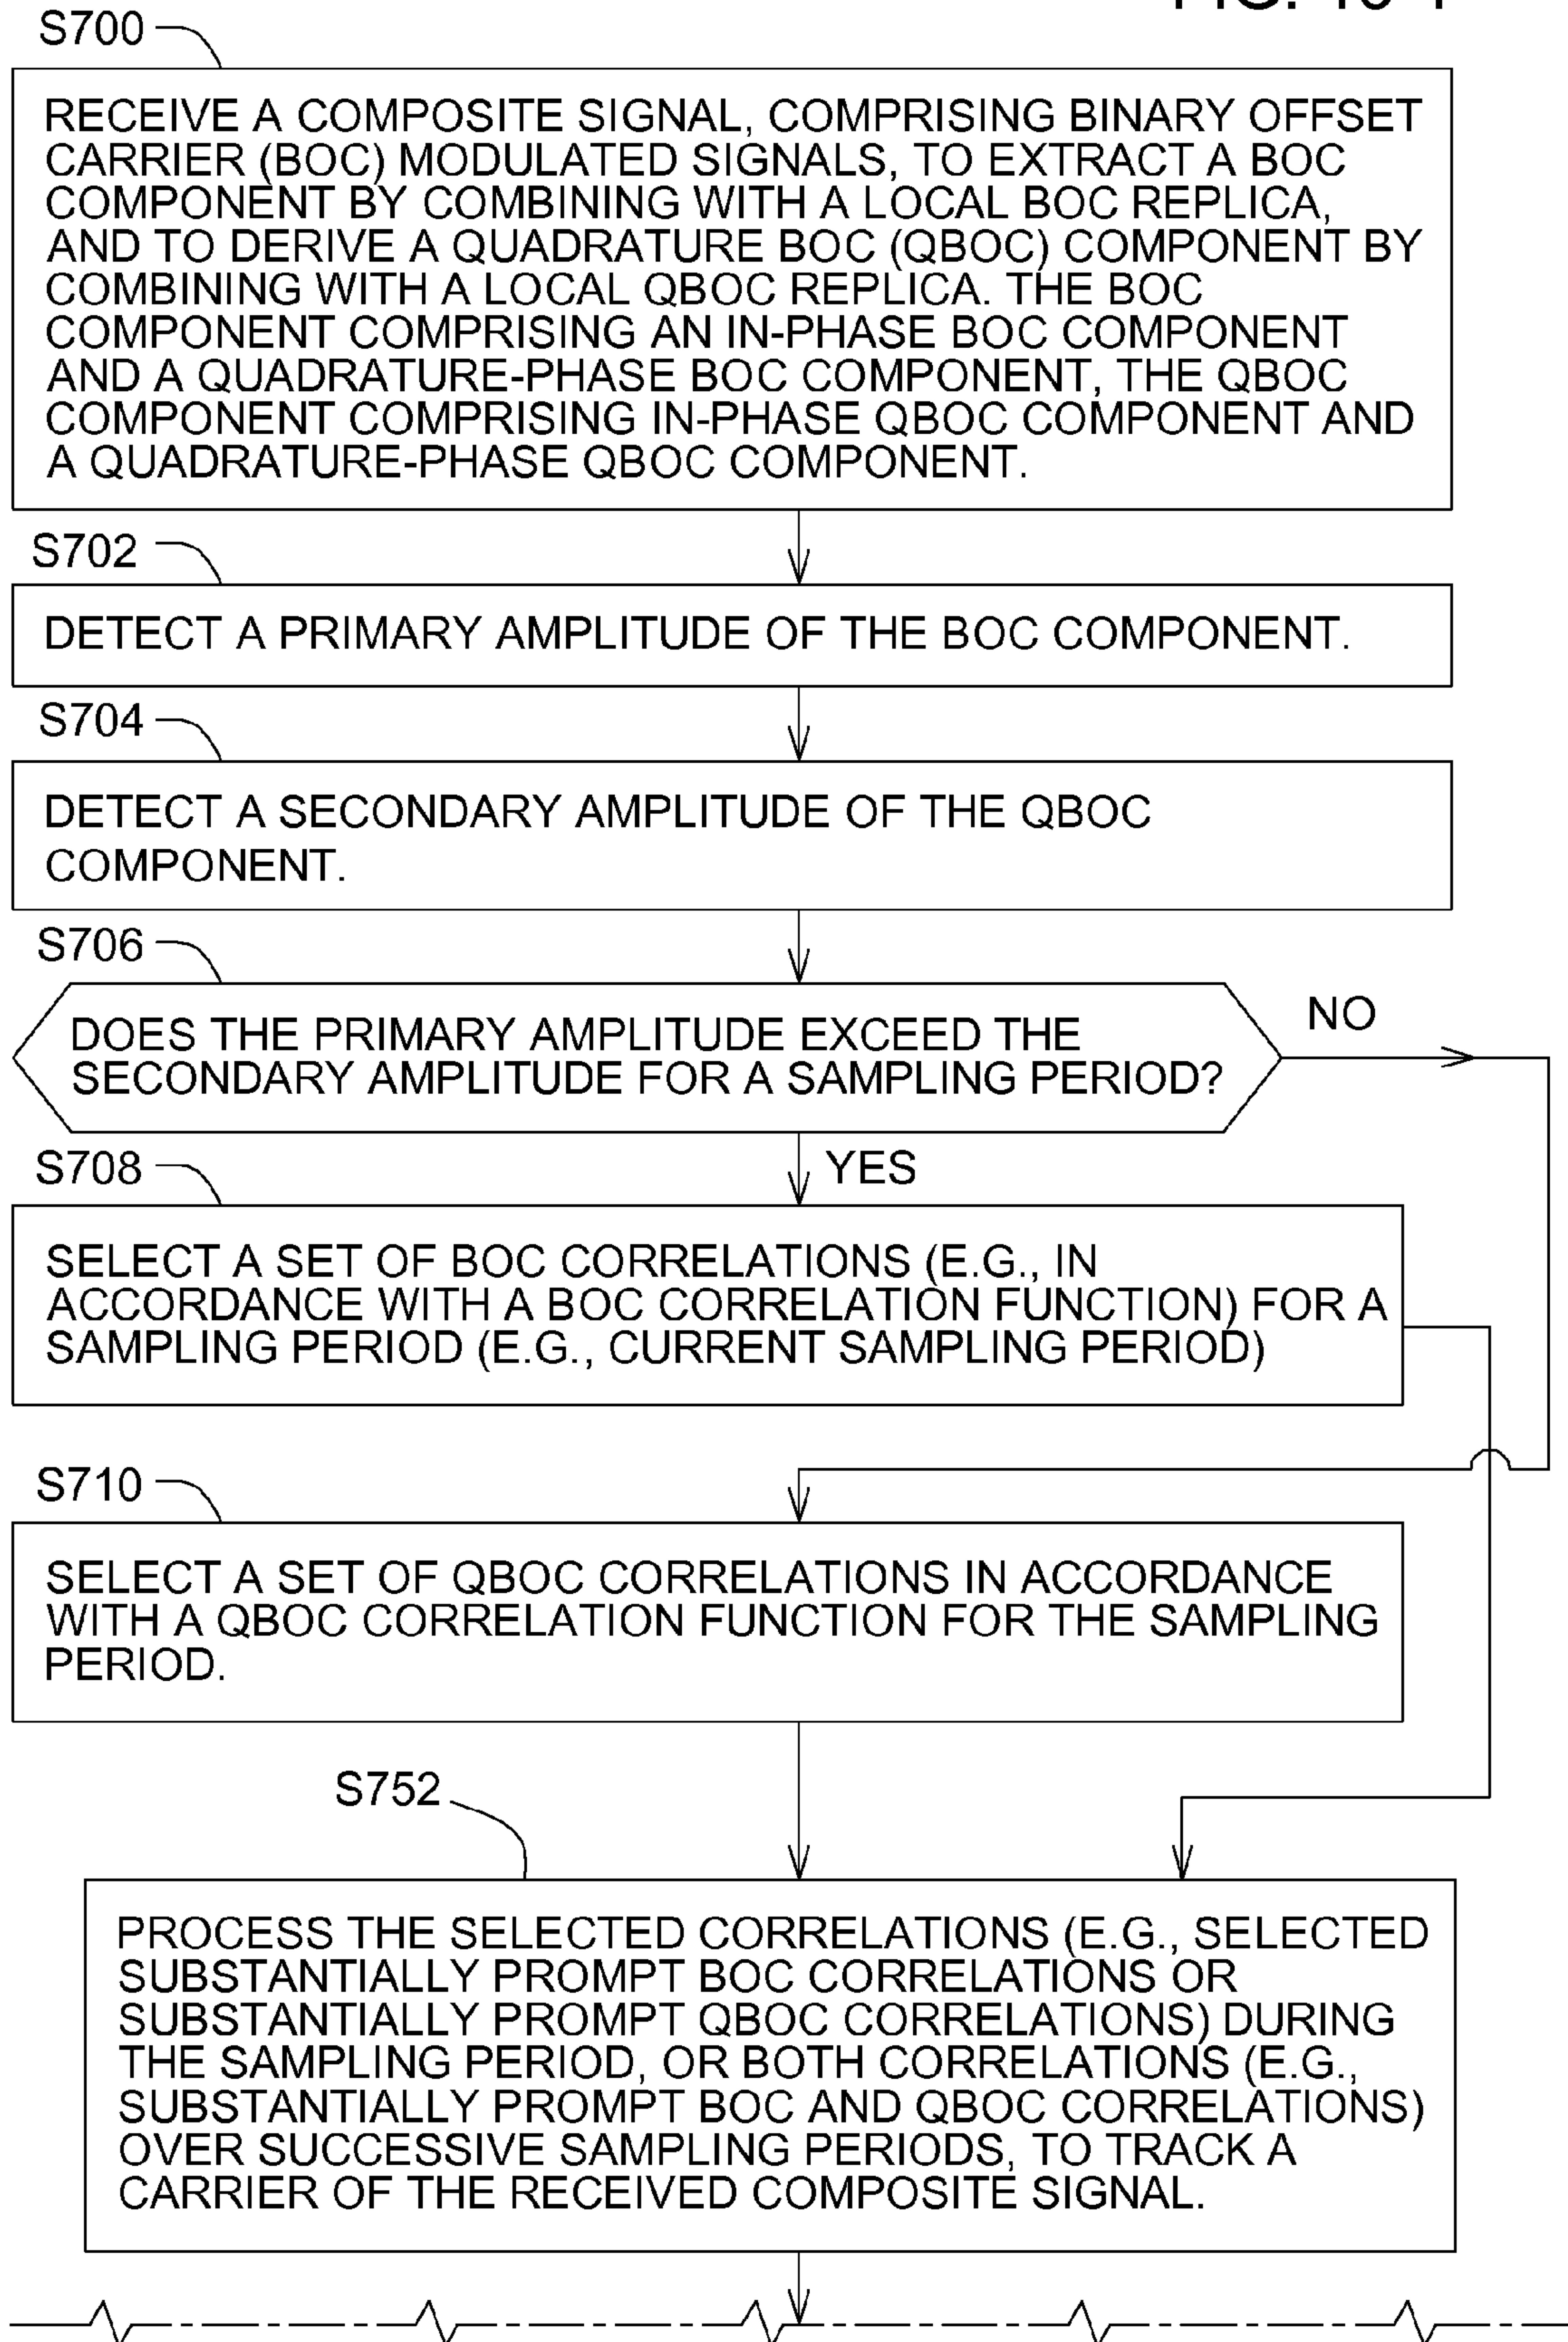 S700
RECEIVE A COMPOSITE SIGNAL, COMPRISING BINARY OFFSET
CARRIER (BOC) MODULATED SIGNALS, TO EXTRACT A BOC
COMPONENT BY COMBINING WITH A LOCAL BOC REPLICA,
AND TO DERIVE A QUADRATURE BOC (QBOC) COMPONENT BY
COMBINING WITH A LOCAL QBOC REPLICA. THE BOC
COMPONENT COMPRISING AN IN-PHASE BOC COMPONENT
AND A QUADRATURE-PHASE BOC COMPONENT, THE QBOC
COMPONENT COMPRISING IN-PHASE QBOC COMPONENT AND
A QUADRATURE-PHASE QBOC COMPONENT.
S702
DETECT A PRIMARY AMPLITUDE OF THE BOC COMPONENT.
S704
DETECT A SECONDARY AMPLITUDE OF THE QBOC
COMPONENT.
S706
DOES THE PRIMARY AMPLITUDE EXCEED THE
SECONDARY AMPLITUDE FOR A SAMPLING PERIOD?
NO
YES
S708
SELECT A SET OF BOC CORRELATIONS (E.G., IN
ACCORDANCE WITH A BOC CORRELATION FUNCTION) FOR A
SAMPLING PERIOD (E.G., CURRENT SAMPLING PERIOD)
S710
SELECT A SET OF QBOC CORRELATIONS IN ACCORDANCE
WITH A QBOC CORRELATION FUNCTION FOR THE SAMPLING
PERIOD.
S752
PROCESS THE SELECTED CORRELATIONS (E.G., SELECTED
SUBSTANTIALLY PROMPT BOC CORRELATIONS OR
SUBSTANTIALLY PROMPT QBOC CORRELATIONS) DURING
THE SAMPLING PERIOD, OR BOTH CORRELATIONS (E.G.,
SUBSTANTIALLY PROMPT BOC AND QBOC CORRELATIONS)
OVER SUCCESSIVE SAMPLING PERIODS, TO TRACK A
CARRIER OF THE RECEIVED COMPOSITE SIGNAL.